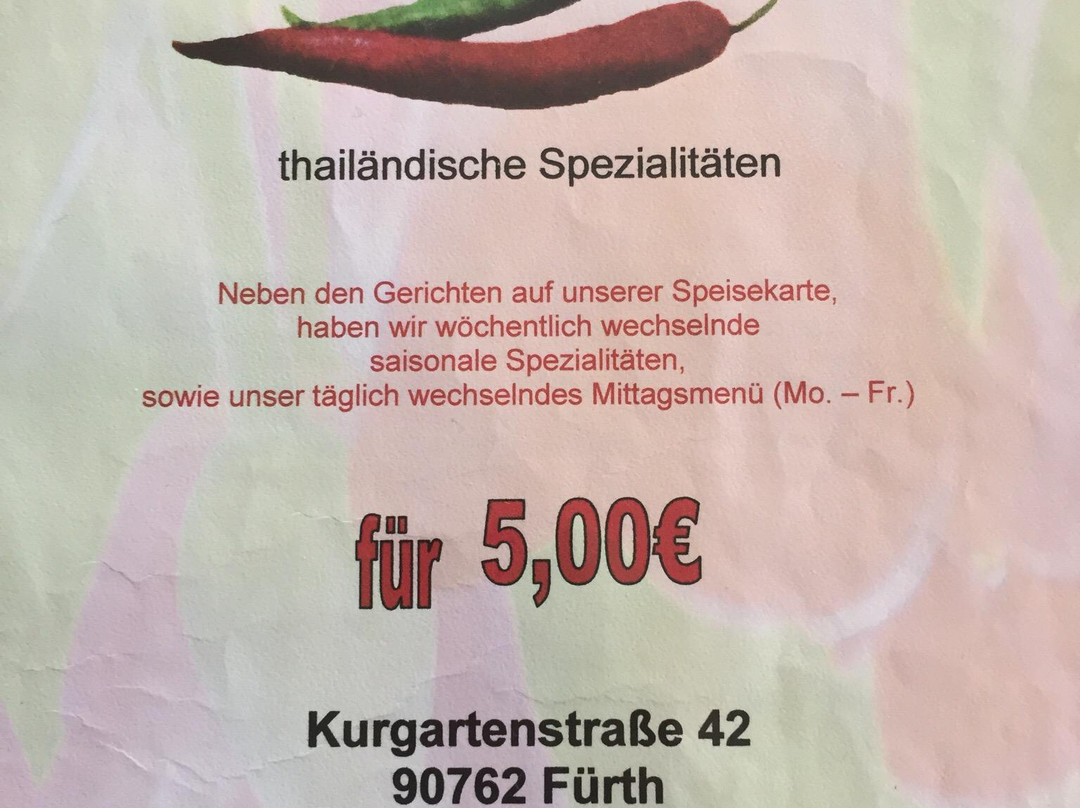 thailändische Spezialitäten
Neben den Gerichten auf unserer Speisekarte,
haben wir wöchentlich wechselnde
saisonale Spezialitäten,
sowie unser täglich wechselndes Mittagsmenü (Mo. – Fr.)
für 5,00€
Kurgartenstraße 42
90762 Fürth